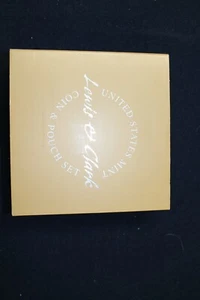 UNITED STATES MINT
Lewis & Clark
COIN & POUCH SET